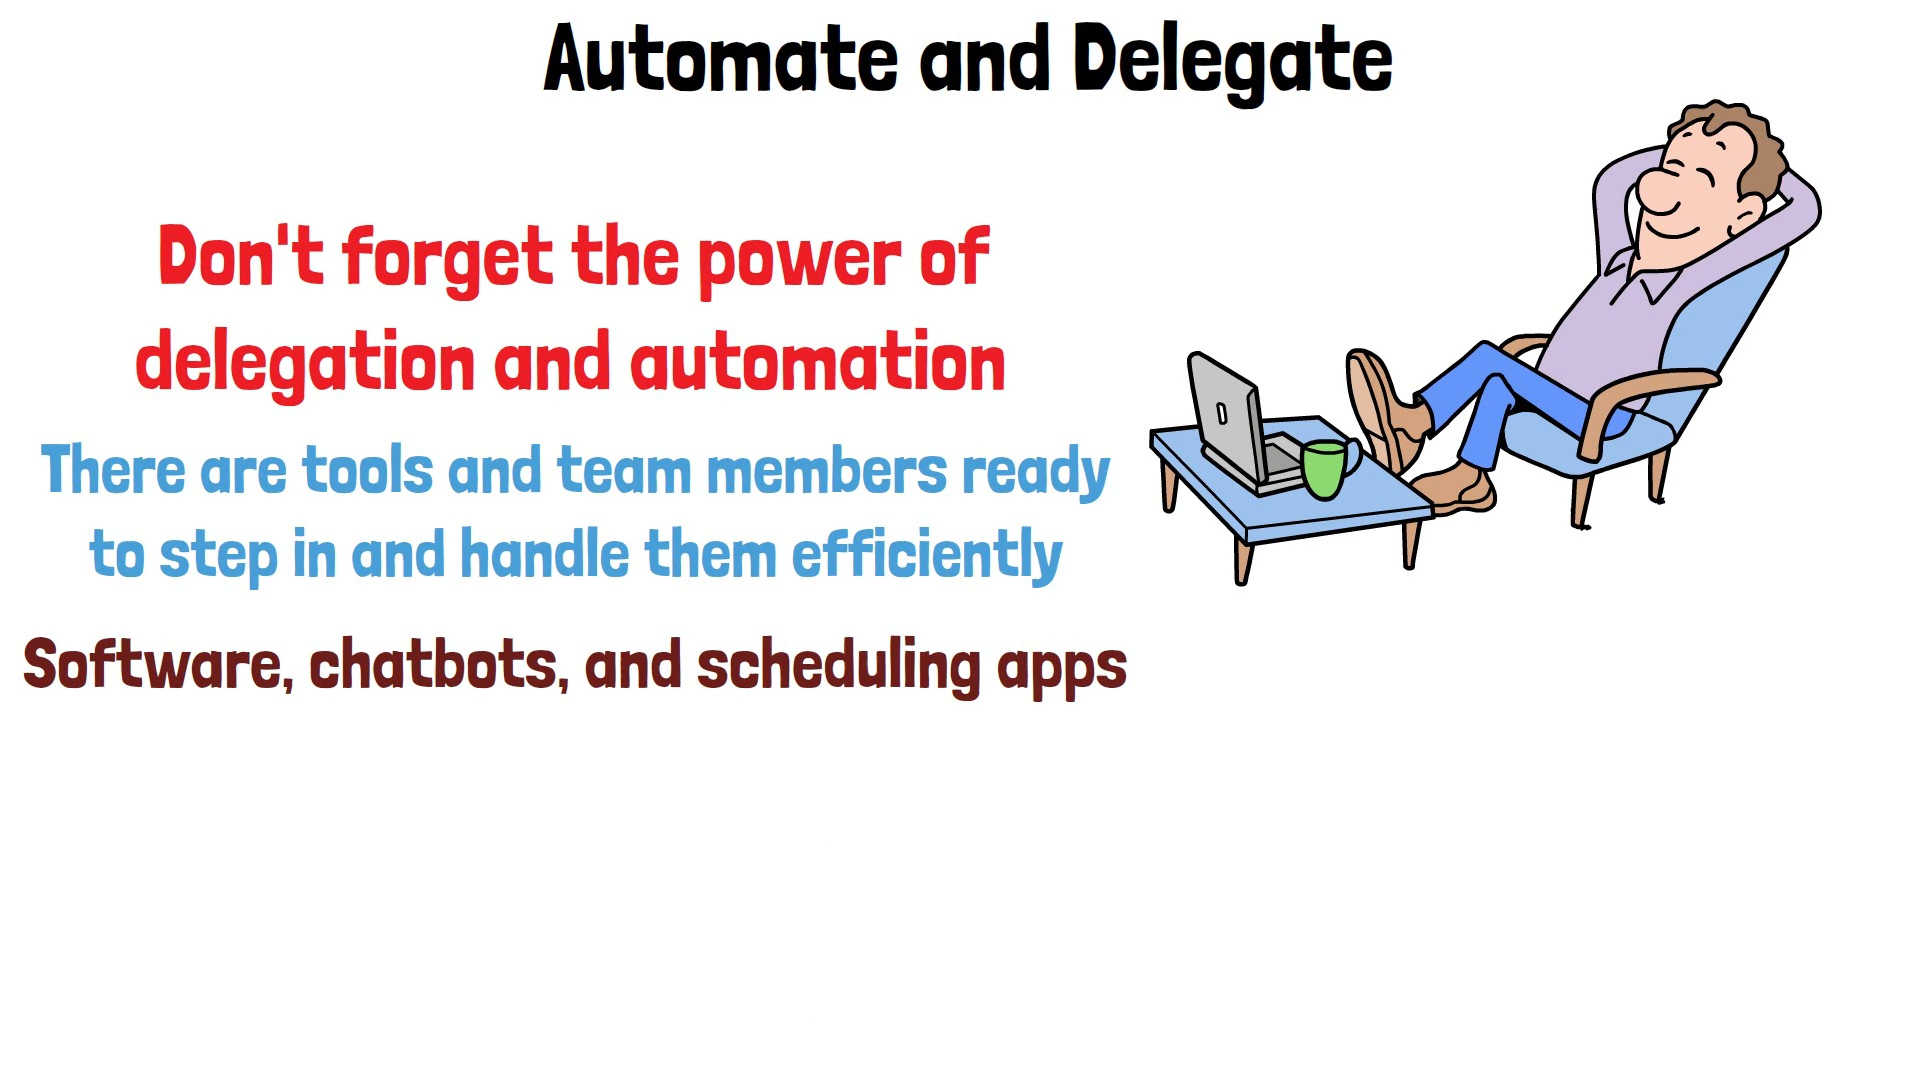 Automate and Delegate
Don't forget the power of
delegation and automation
There are tools and team members ready
to step in and handle them efficiently
Software, chatbots, and scheduling apps